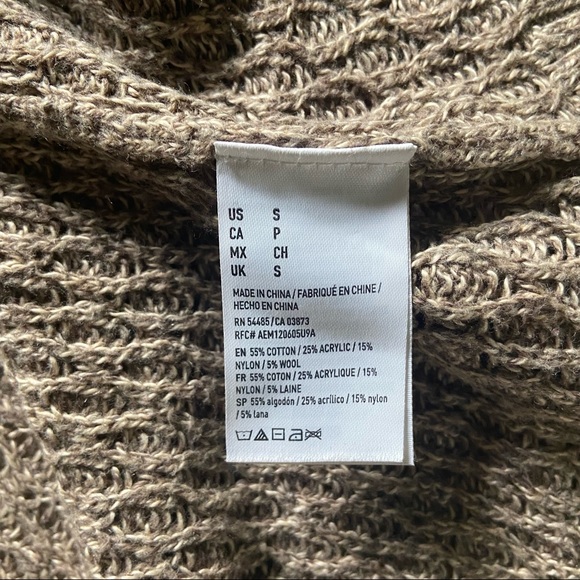 US S
CA P
MX CH
UK S
MADE IN CHINA / FABRIQUÉ EN CHINE /
HECHO EN CHINA
RN 54485 / CA 03873
RFC# AEM120605U9A
EN 55% COTTON / 25% ACRYLIC / 15%
NYLON / 5% WOOL
FR 55% COTON / 25% ACRYLIQUE / 15%
NYLON / 5% LAINE
SP 55% algodón / 25% acrílico / 15% nylon
/ 5% lana